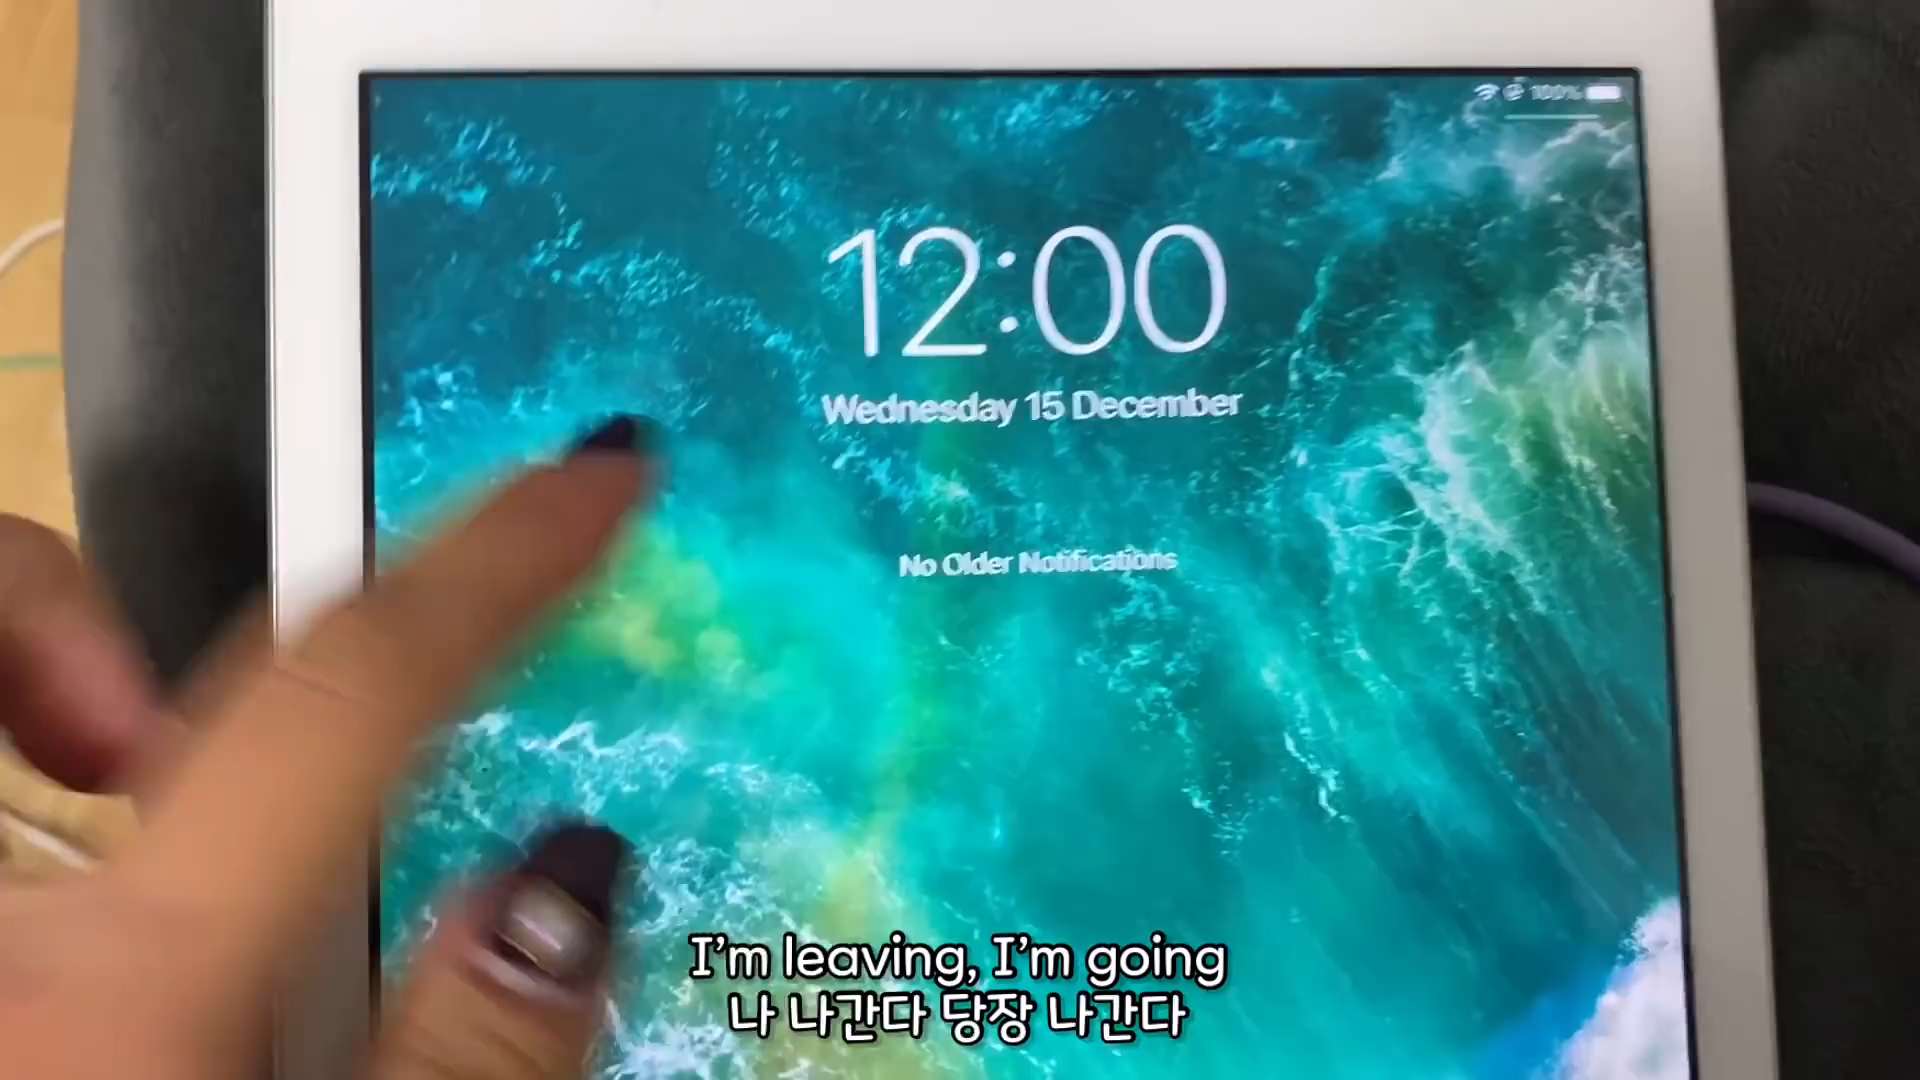 100%
12:00
Wednesday 15 December
No Older Notifications
I'm leaving, I'm going
나 나간다 당장 나간다